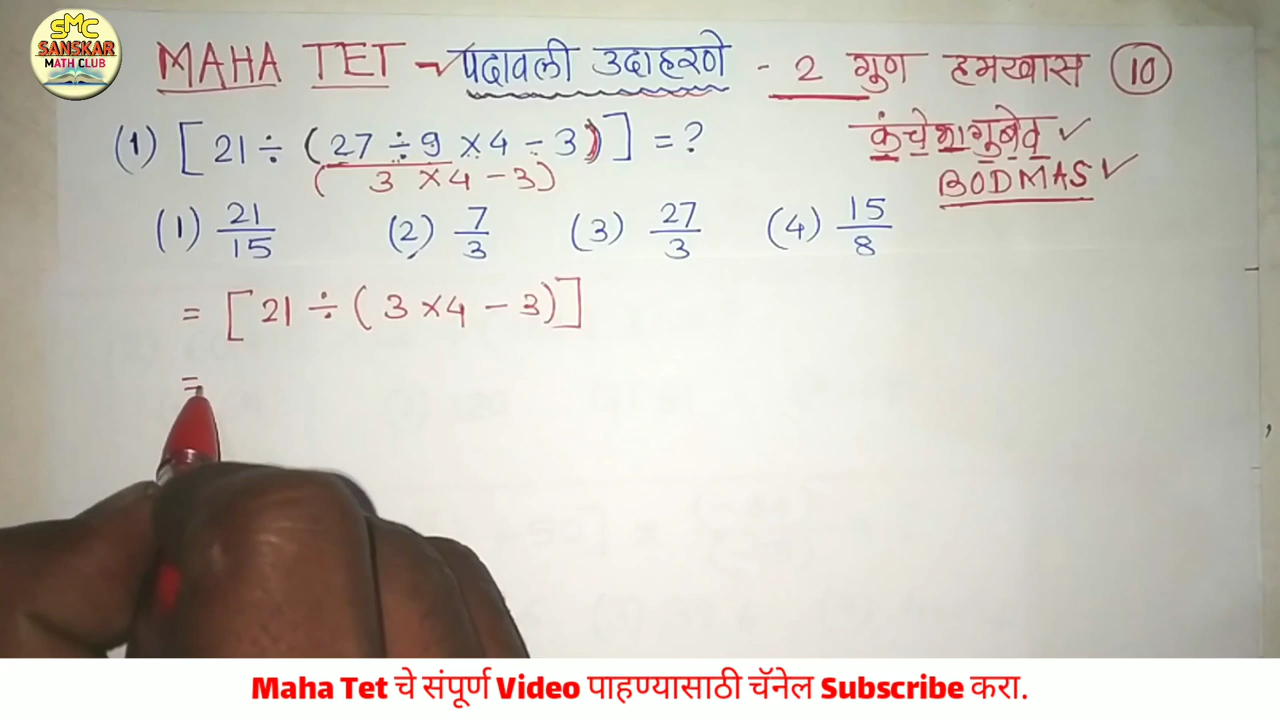 SMC
SANSKAR
MATH CLUB
MAHA TET - पदावली उदाहरणे - 2 गूण हमखास 10
(1) [ 21 ÷ ( 27 ÷ 9 × 4 - 3 ) ] = ?
कुंचेभागुबेव ✓
( 3 × 4 - 3 )
BODMAS ✓
(1) 21/15 (2) 7/3 (3) 27/3 (4) 15/8
= [ 21 ÷ ( 3 × 4 - 3 ) ]
=
Maha Tet चे संपूर्ण Video पाहण्यासाठी चॅनेल Subscribe करा.